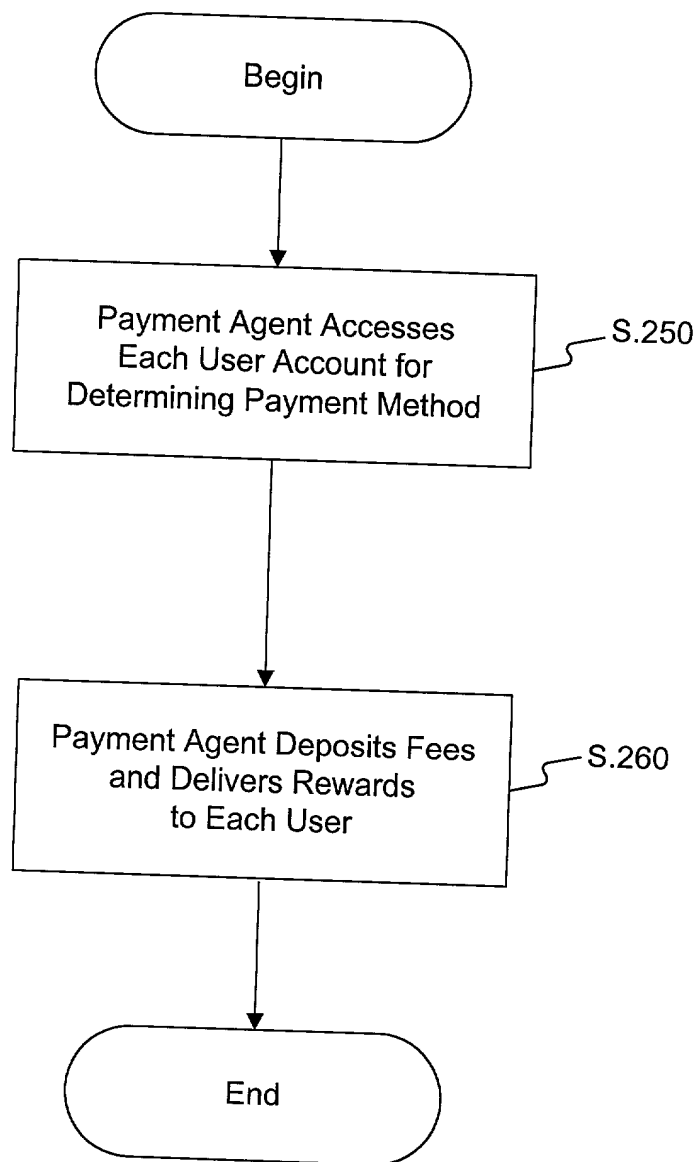 Begin
Payment Agent Accesses
Each User Account for
Determining Payment Method
S.250
Payment Agent Deposits Fees
and Delivers Rewards
to Each User
S.260
End